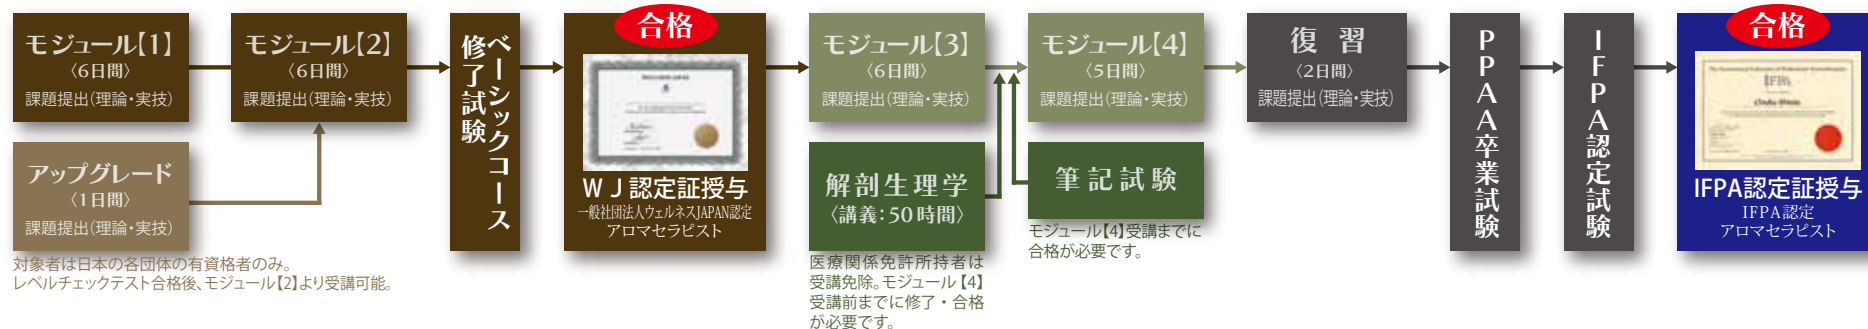 モジュール【1】
〈6日間〉
課題提出(理論・実技)
アップグレード
〈1日間〉
課題提出(理論・実技)
対象者は日本の各団体の有資格者のみ。
レベルチェックテスト合格後、モジュール【2】より受講可能。
モジュール【2】
〈6日間〉
課題提出(理論・実技)
ベーシックコース
修了試験
合格
WJ認定証授与
一般社団法人ウェルネスJAPAN認定
アロマセラピスト
モジュール【3】
〈6日間〉
課題提出(理論・実技)
解剖生理学
〈講義:50時間〉
医療関係免許所持者は
受講免除。モジュール【4】
受講前までに修了・合格
が必要です。
モジュール【4】
〈5日間〉
課題提出(理論・実技)
筆記試験
モジュール【4】受講までに
合格が必要です。
復習
〈2日間〉
課題提出(理論・実技)
PPAA卒業試験
IFPA認定試験
合格
IFPA
IFPA認定証授与
IFPA認定
アロマセラピスト